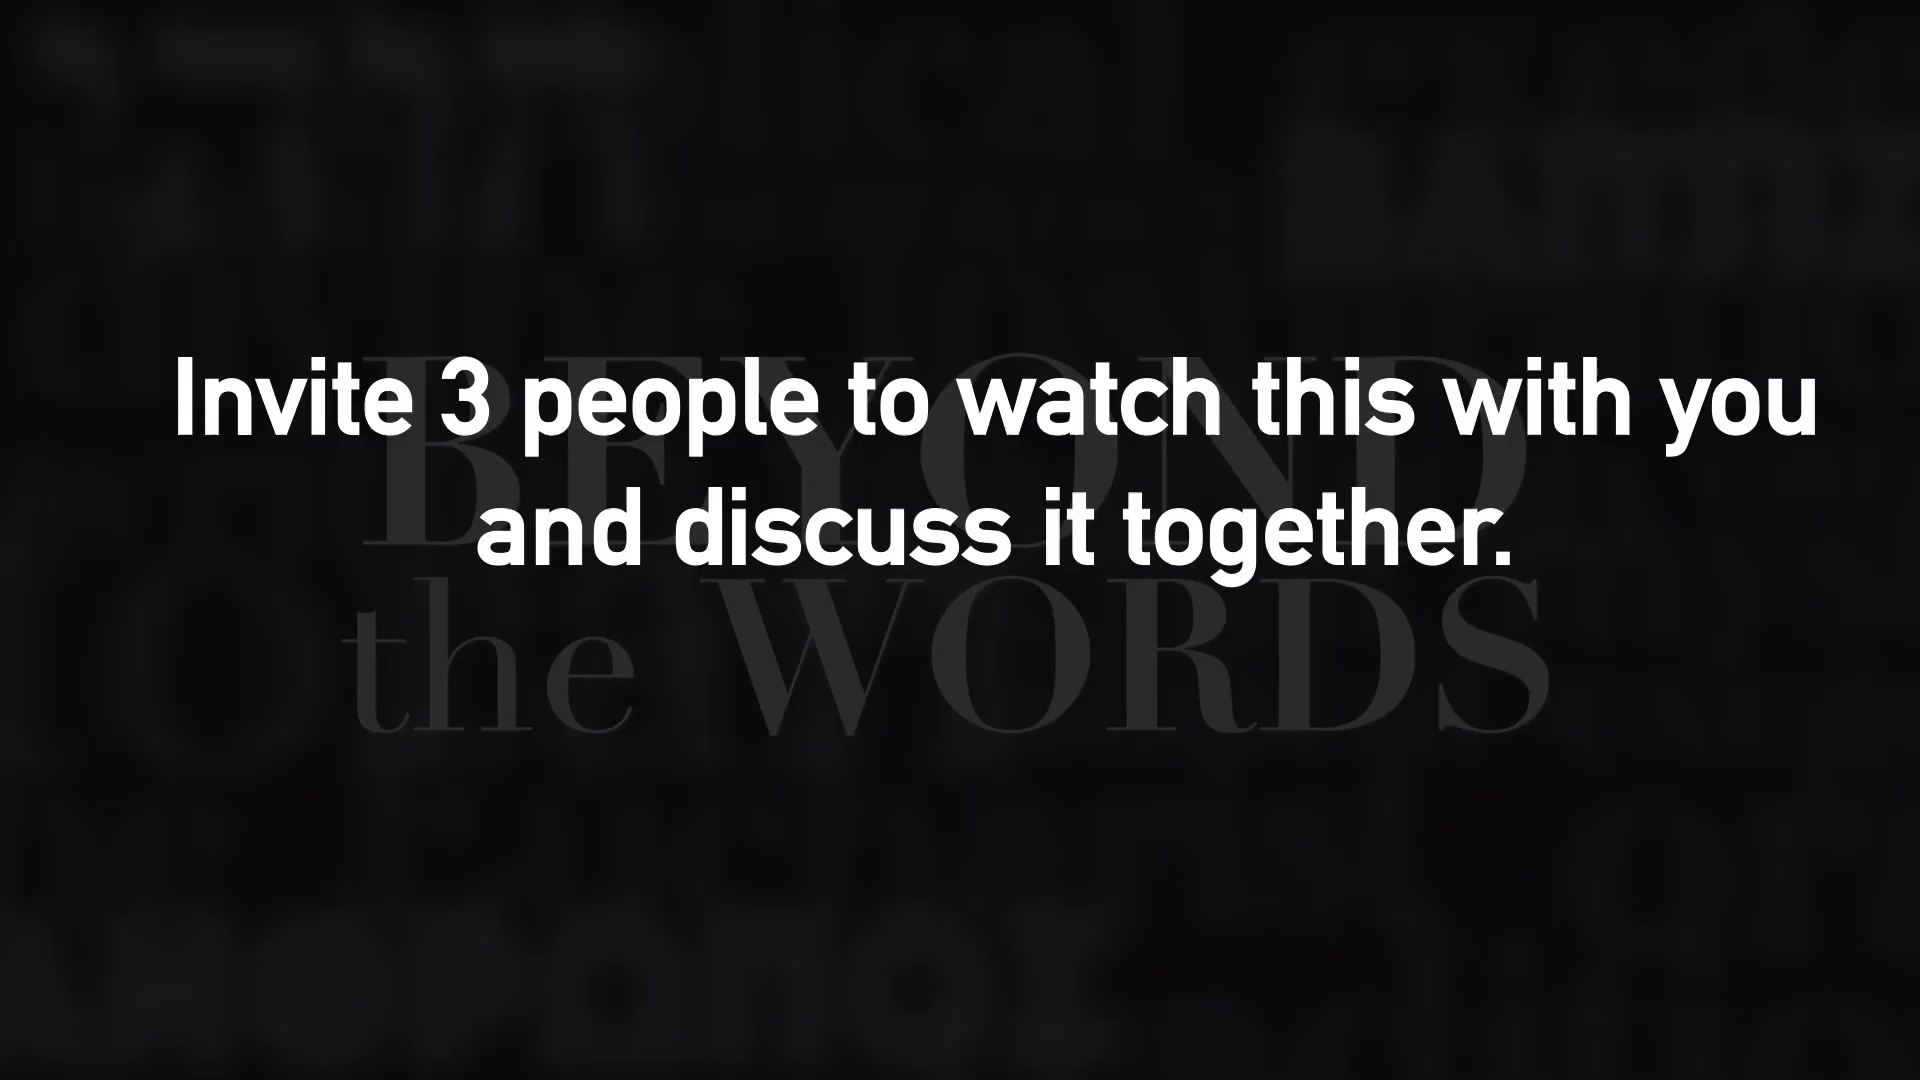 Invite 3 people to watch this with you
and discuss it together.
BEYOND
the WORDS